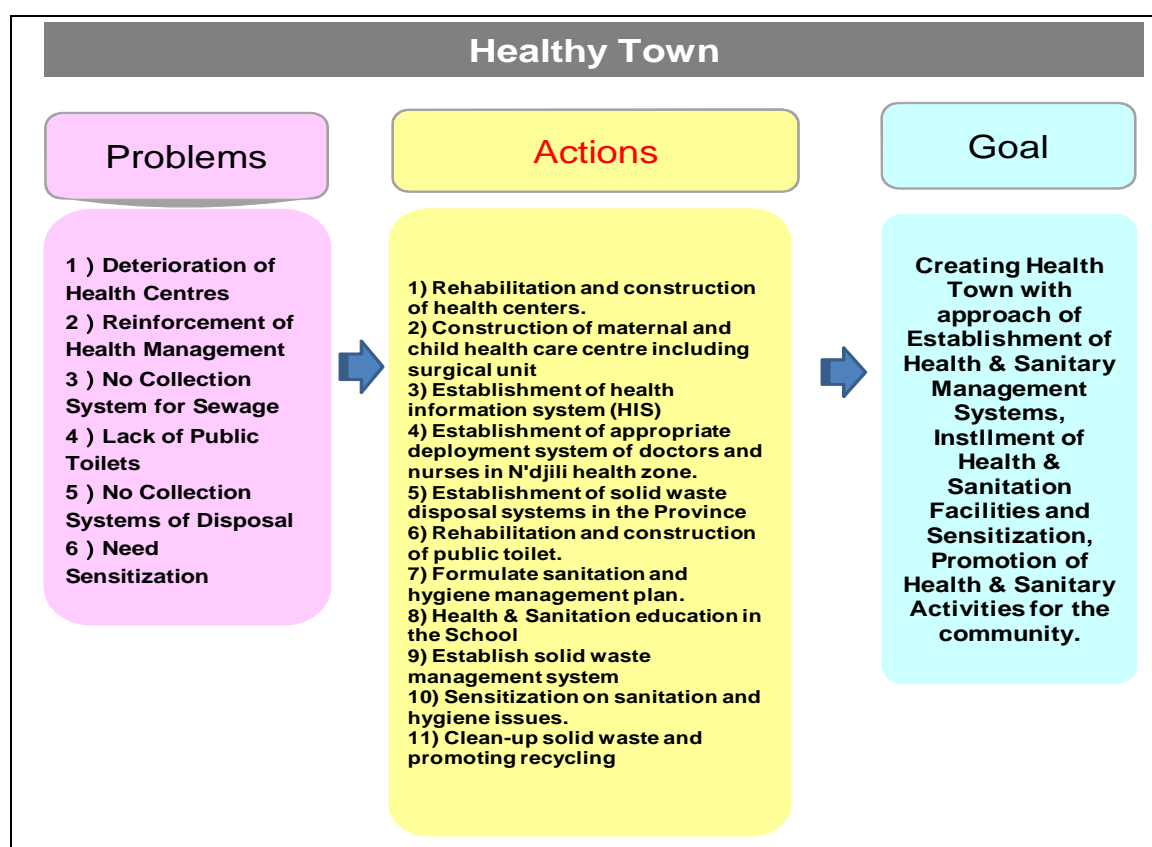 Healthy Town
Problems
1 ) Deterioration of
Health Centres
2 ) Reinforcement of
Health Management
3 ) No Collection
System for Sewage
4 ) Lack of Public
Toilets
5 ) No Collection
Systems of Disposal
6 ) Need
Sensitization
Actions
1) Rehabilitation and construction
of health centers.
2) Construction of maternal and
child health care centre including
surgical unit
3) Establishment of health
information system (HIS)
4) Establishment of appropriate
deployment system of doctors and
nurses in N'djili health zone.
5) Establishment of solid waste
disposal systems in the Province
6) Rehabilitation and construction
of public toilet.
7) Formulate sanitation and
hygiene management plan.
8) Health & Sanitation education in
the School
9) Establish solid waste
management system
10) Sensitization on sanitation and
hygiene issues.
11) Clean-up solid waste and
promoting recycling
Goal
Creating Health
Town with
approach of
Establishment of
Health & Sanitary
Management
Systems,
Instllment of
Health &
Sanitation
Facilities and
Sensitization,
Promotion of
Health & Sanitary
Activities for the
community.